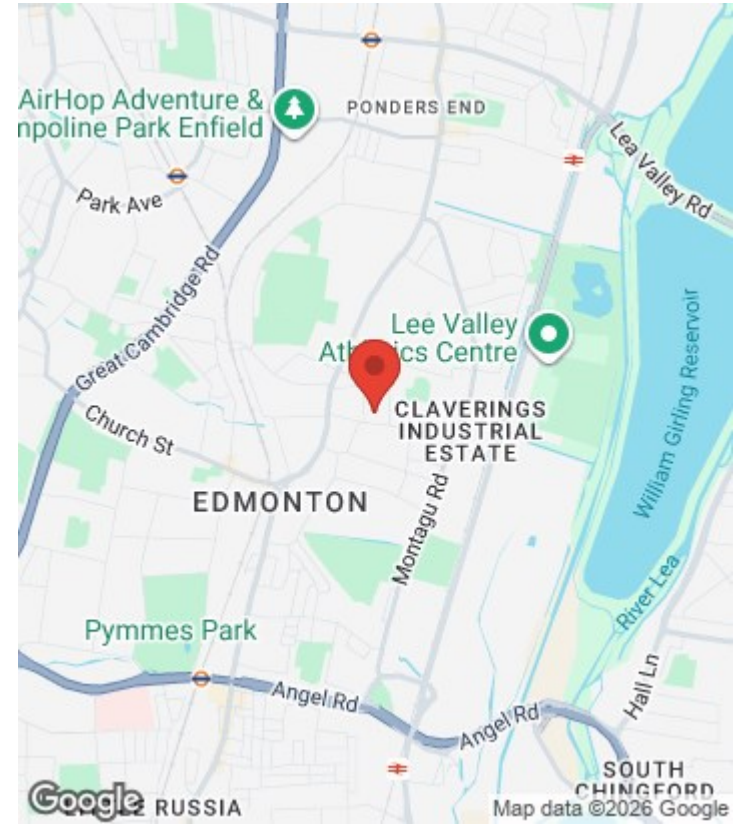 AirHop Adventure &
mpoline Park Enfield
PONDERS END
Park Ave
Lea Valley Rd
Great Cambridge Rd
Lee Valley
Ath ics Centre
William Girling Reservoir
Church St
CLAVERINGS
INDUSTRIAL
ESTATE
EDMONTON
Montagu Rd
River Lea
Pymmes Park
Hall Ln
Angel Rd
Angel Rd
SOUTH
CHINGFORD
Google
RUSSIA
Map data ©2026 Google